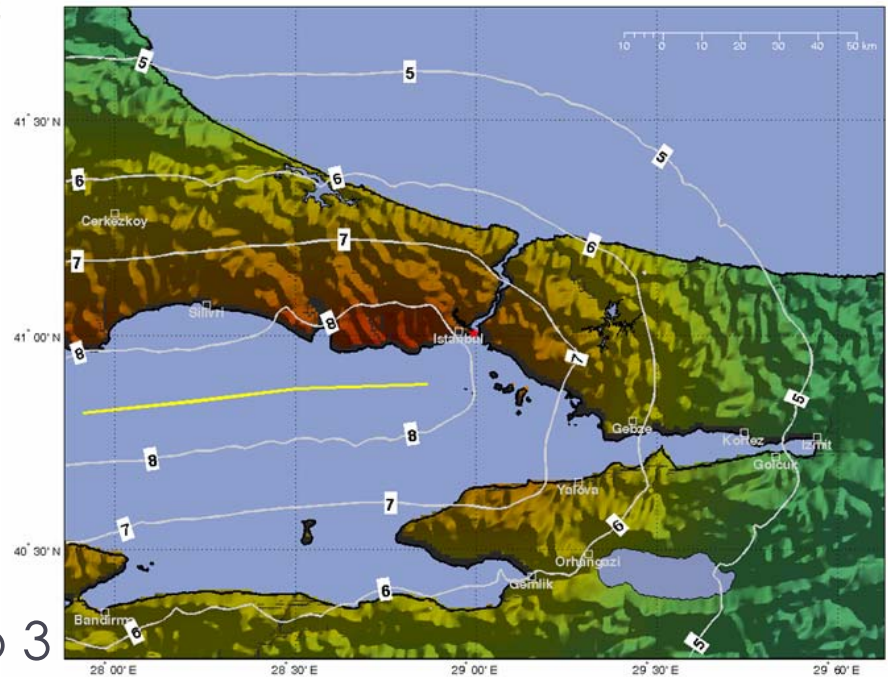 10 0 10 20 30 40 50 km
5
5
41° 30' N
5
6
6
Cerkezkoy
6
7
7
Silivri
8
41° 00' N
Istanbul
8
7
5
8
Gebze
Korfez
Izmit
8
Golcuk
7
Yalova
7
6
40° 30' N
Orhangazi
6
Gemlik
Bandirma
6
5
3
28° 00' E
28° 30' E
29° 00' E
29° 30' E
29° 60' E